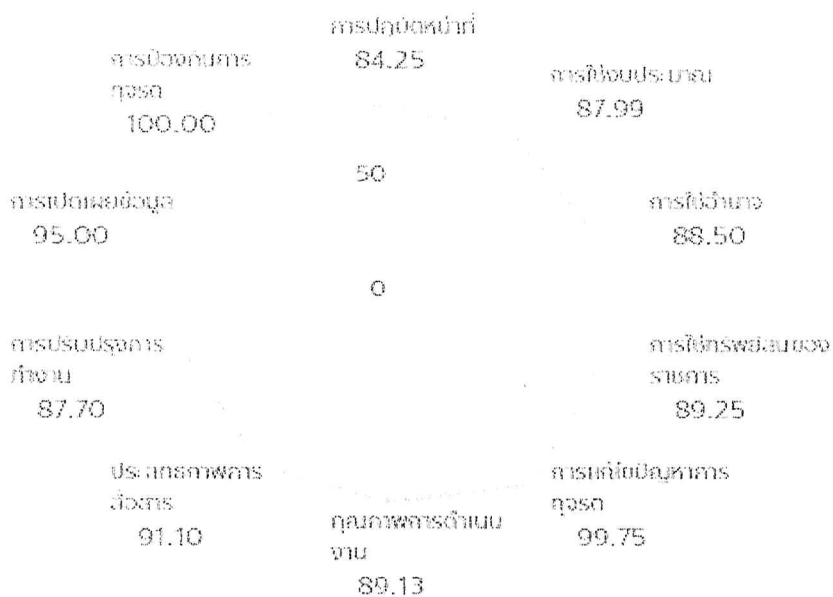 การปฏิบัติหน้าที่
84.25
การใช้งบประมาณ
87.99
การใช้อำนาจ
88.50
การใช้ทรัพย์สินของ
ราชการ
89.25
การแก้ไขปัญหาการ
ทุจริต
99.75
คุณภาพการดำเนิน
งาน
89.13
ประสิทธิภาพการ
สื่อสาร
91.10
การปรับปรุงการ
ทำงาน
87.70
การเปิดเผยข้อมูล
95.00
การป้องกันการ
ทุจริต
100.00
50
0